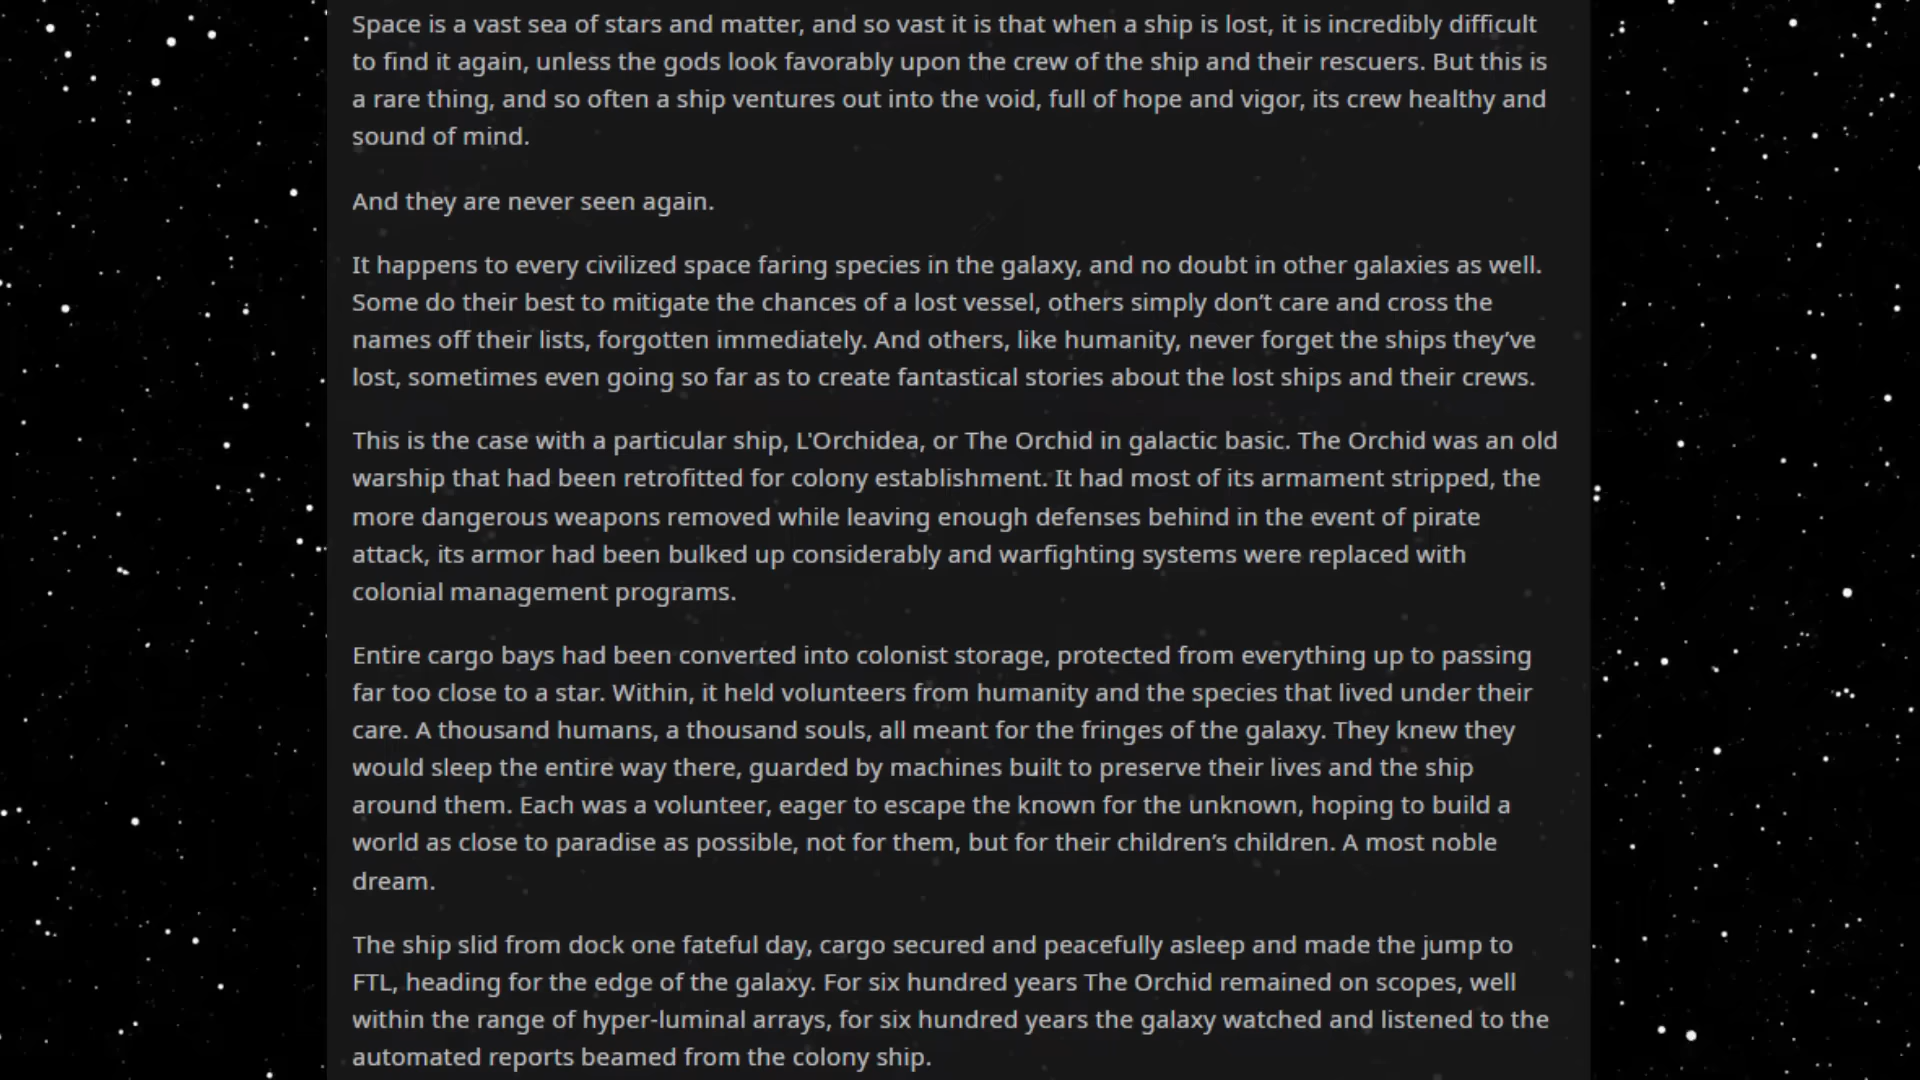 Space is a vast sea of stars and matter, and so vast it is that when a ship is lost, it is incredibly difficult
to find it again, unless the gods look favorably upon the crew of the ship and their rescuers. But this is
a rare thing, and so often a ship ventures out into the void, full of hope and vigor, its crew healthy and
sound of mind.
And they are never seen again.
It happens to every civilized space faring species in the galaxy, and no doubt in other galaxies as well.
Some do their best to mitigate the chances of a lost vessel, others simply don’t care and cross the
names off their lists, forgotten immediately. And others, like humanity, never forget the ships they’ve
lost, sometimes even going so far as to create fantastical stories about the lost ships and their crews.
This is the case with a particular ship, L'Orchidea, or The Orchid in galactic basic. The Orchid was an old
warship that had been retrofitted for colony establishment. It had most of its armament stripped, the
more dangerous weapons removed while leaving enough defenses behind in the event of pirate
attack, its armor had been bulked up considerably and warfighting systems were replaced with
colonial management programs.
Entire cargo bays had been converted into colonist storage, protected from everything up to passing
far too close to a star. Within, it held volunteers from humanity and the species that lived under their
care. A thousand humans, a thousand souls, all meant for the fringes of the galaxy. They knew they
would sleep the entire way there, guarded by machines built to preserve their lives and the ship
around them. Each was a volunteer, eager to escape the known for the unknown, hoping to build a
world as close to paradise as possible, not for them, but for their children’s children. A most noble
dream.
The ship slid from dock one fateful day, cargo secured and peacefully asleep and made the jump to
FTL, heading for the edge of the galaxy. For six hundred years The Orchid remained on scopes, well
within the range of hyper-luminal arrays, for six hundred years the galaxy watched and listened to the
automated reports beamed from the colony ship.